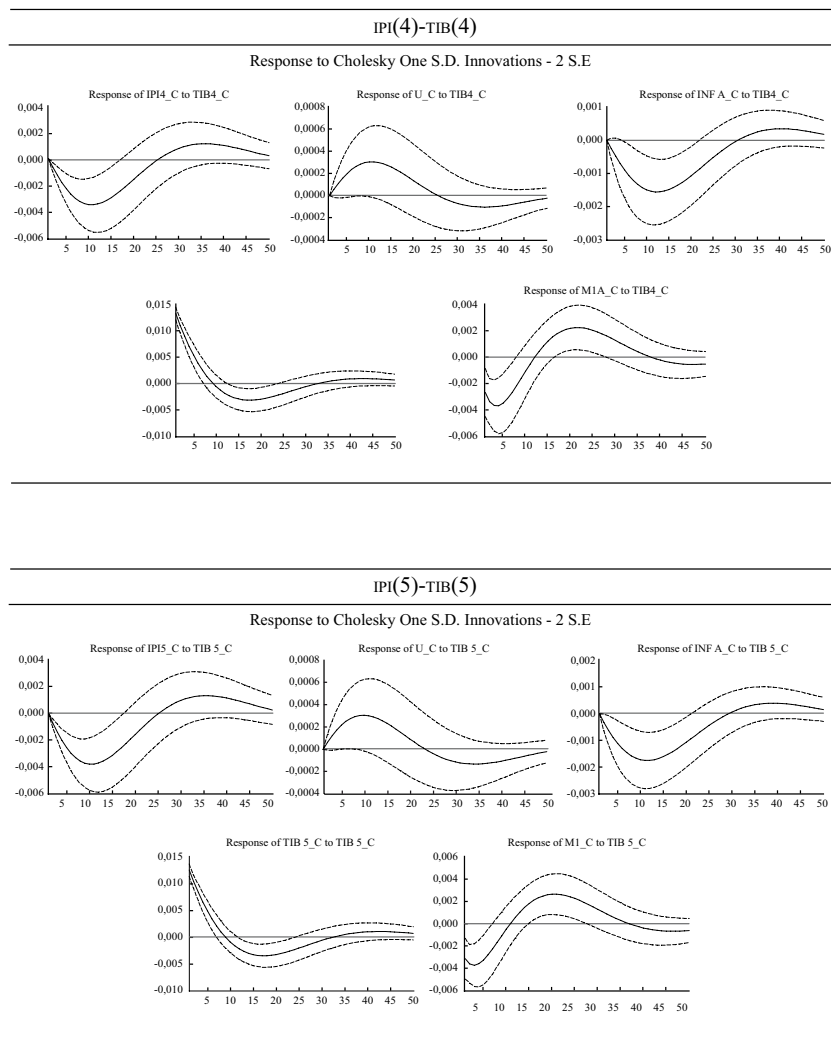 IPI(4)-TIB(4)
Response to Cholesky One S.D. Innovations - 2 S.E
Response of IPI4_C to TIB4_C
0,004
0,002
0,000
-0,002
-0,004
-0,006
5 10 15 20 25 30 35 40 45 50
Response of U_C to TIB4_C
0,0008
0,0006
0,0004
0,0002
0,0000
-0,0002
-0,0004
5 10 15 20 25 30 35 40 45 50
Response of INF A_C to TIB4_C
0,001
0,000
-0,001
-0,002
-0,003
5 10 15 20 25 30 35 40 45 50
0,015
0,010
0,005
0,000
-0,005
-0,010
5 10 15 20 25 30 35 40 45 50
Response of M1A_C to TIB4_C
0,004
0,002
0,000
-0,002
-0,004
-0,006
5 10 15 20 25 30 35 40 45 50
IPI(5)-TIB(5)
Response to Cholesky One S.D. Innovations - 2 S.E
Response of IPI5_C to TIB 5_C
0,004
0,002
0,000
-0,002
-0,004
-0,006
5 10 15 20 25 30 35 40 45 50
Response of U_C to TIB 5_C
0,0008
0,0006
0,0004
0,0002
0,0000
-0,0002
-0,0004
5 10 15 20 25 30 35 40 45 50
Response of INF A_C to TIB 5_C
0,002
0,001
0,000
-0,001
-0,002
-0,003
5 10 15 20 25 30 35 40 45 50
Response of TIB 5_C to TIB 5_C
0,015
0,010
0,005
0,000
-0,005
-0,010
5 10 15 20 25 30 35 40 45 50
Response of M1_C to TIB 5_C
0,006
0,004
0,002
0,000
-0,002
-0,004
-0,006
5 10 15 20 25 30 35 40 45 50